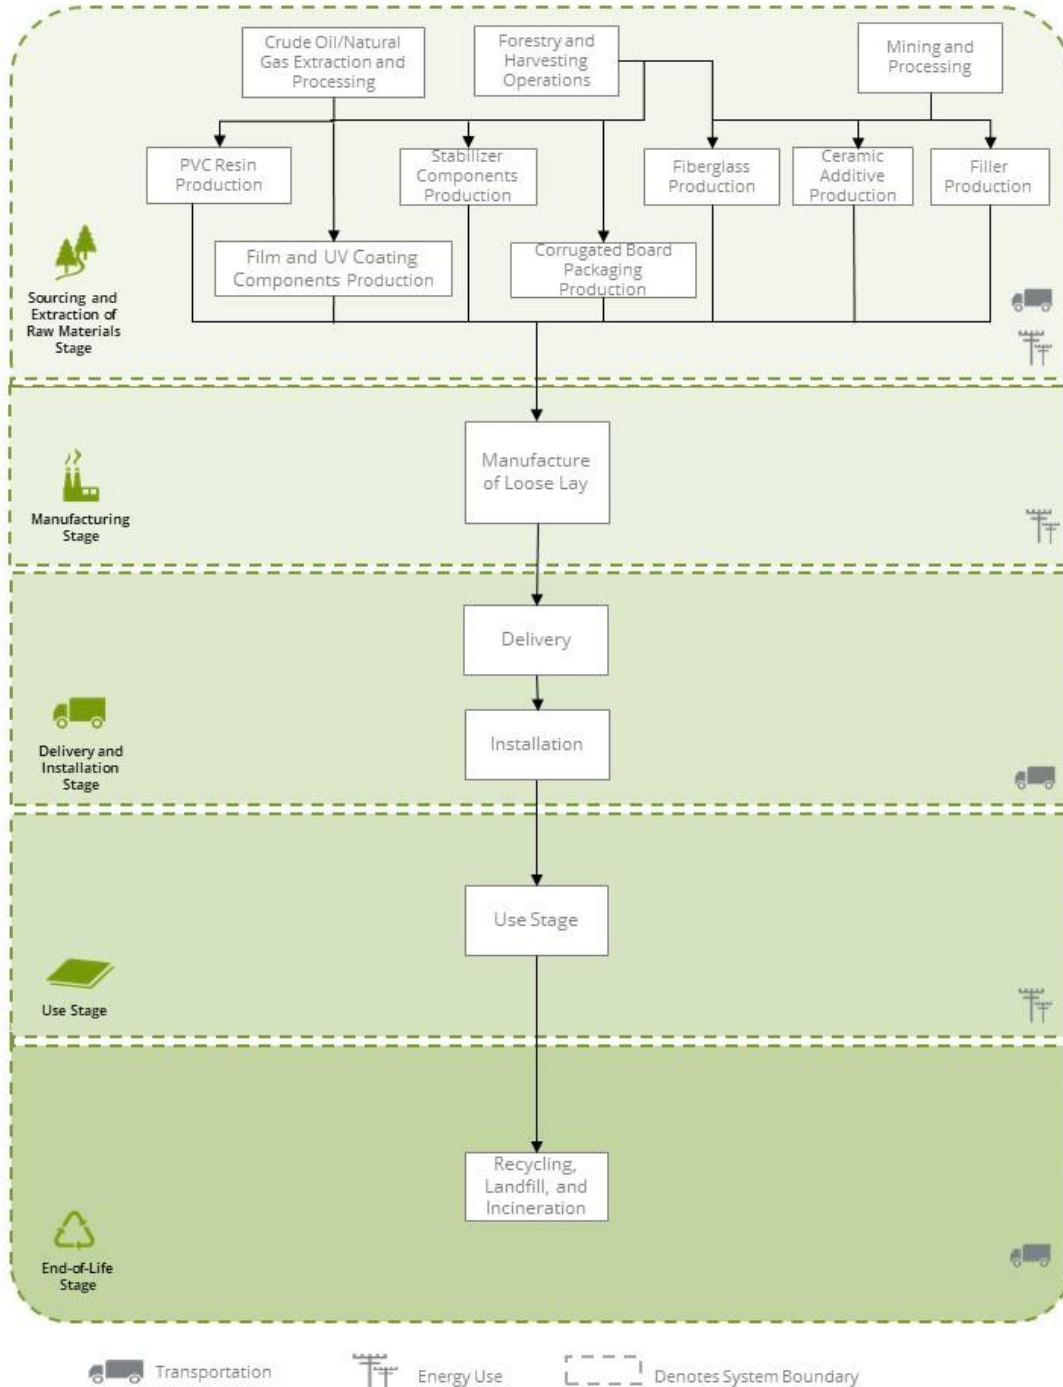 Crude Oil/Natural
Gas Extraction and
Processing
Forestry and
Harvesting
Operations
Mining and
Processing
PVC Resin
Production
Stabilizer
Components
Production
Fiberglass
Production
Ceramic
Additive
Production
Filler
Production
Film and UV Coating
Components Production
Corrugated Board
Packaging
Production
Sourcing and
Extraction of
Raw Materials
Stage
Manufacture
of Loose Lay
Manufacturing
Stage
Delivery
Installation
Delivery and
Installation
Stage
Use Stage
Use Stage
Recycling,
Landfill, and
Incineration
End-of-Life
Stage
Transportation
Energy Use
Denotes System Boundary